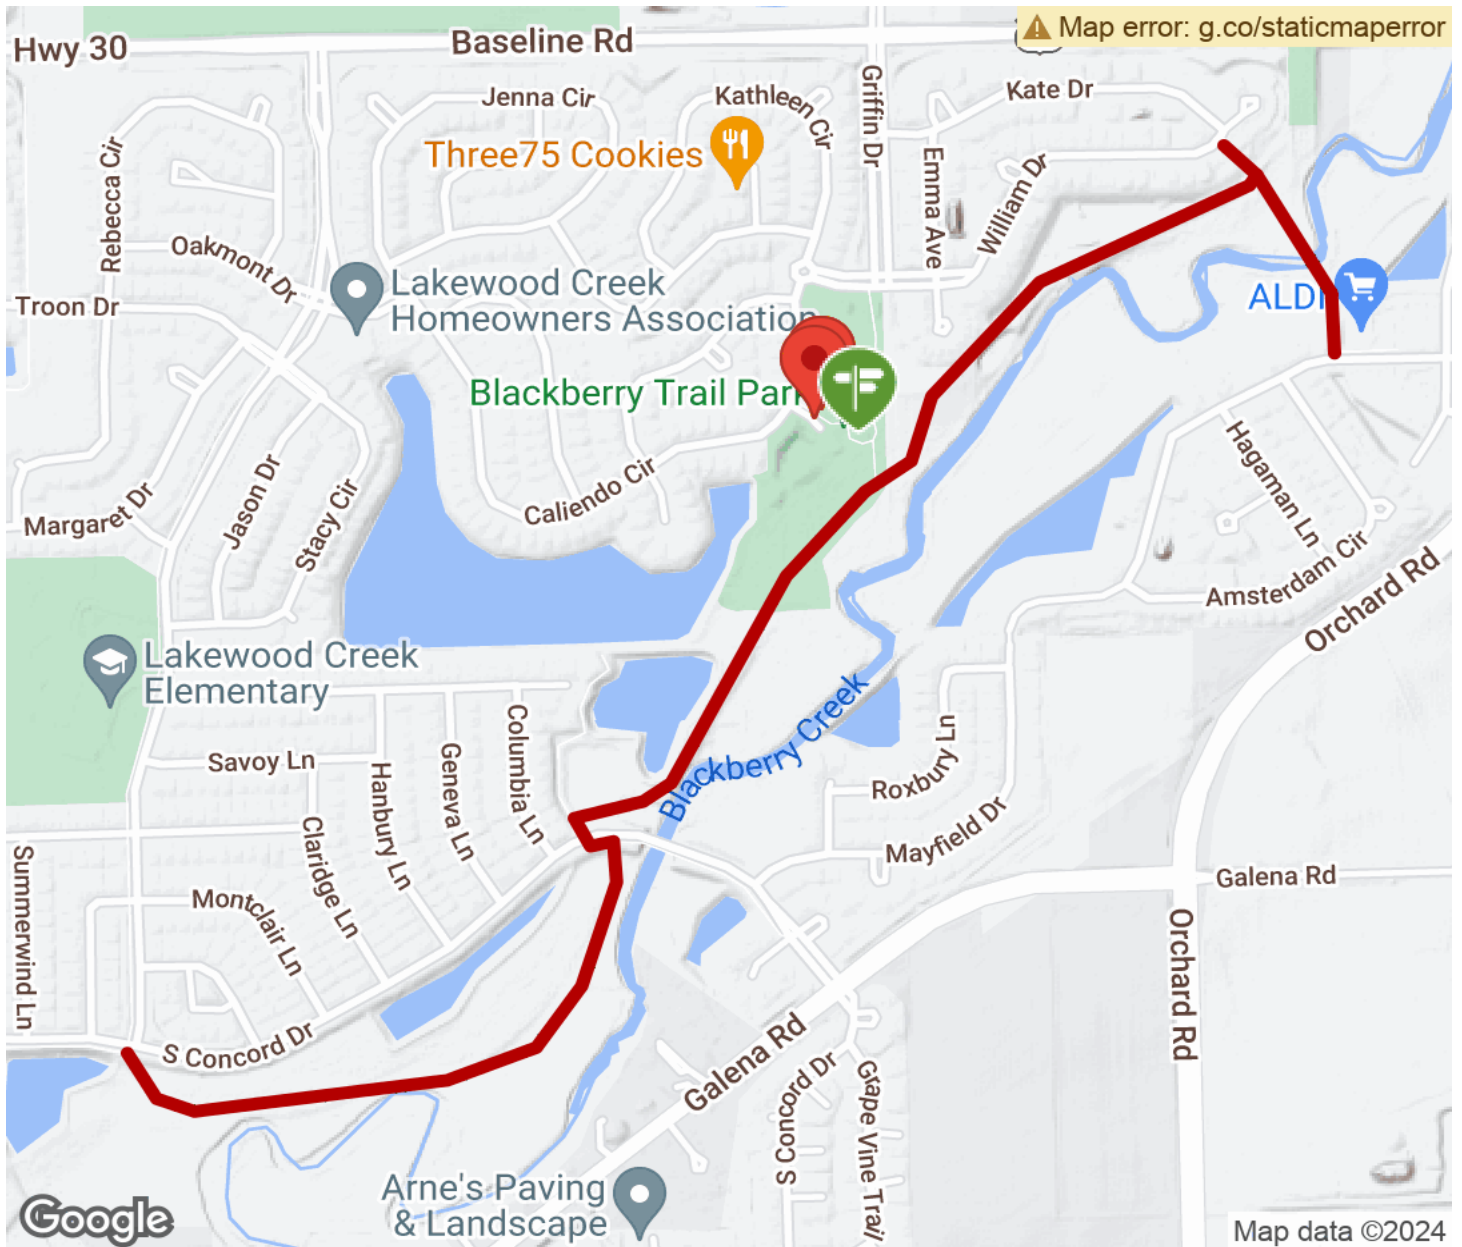 Map error: g.co/staticmaperror
Hwy 30
Baseline Rd
Jenna Cir
Kathleen Cir
Griffin Dr
Kate Dr
Three75 Cookies
Rebecca Cir
Emma Ave
William Dr
Oakmont Dr
Lakewood Creek
Homeowners Association
Troon Dr
ALDI
Blackberry Trail Park
Jason Dr
Stacy Cir
Margaret Dr
Caliendo Cir
Hagaman Ln
Amsterdam Cir
Orchard Rd
Lakewood Creek
Elementary
Savoy Ln
Hanbury Ln
Geneva Ln
Columbia Ln
Blackberry Creek
Roxbury Ln
Mayfield Dr
Summerwind Ln
Claridge Ln
Montclair Ln
Galena Rd
Orchard Rd
S Concord Dr
Galena Rd
S Concord Dr
Grape Vine Trail
Arne's Paving
& Landscape
Google
Map data ©2024